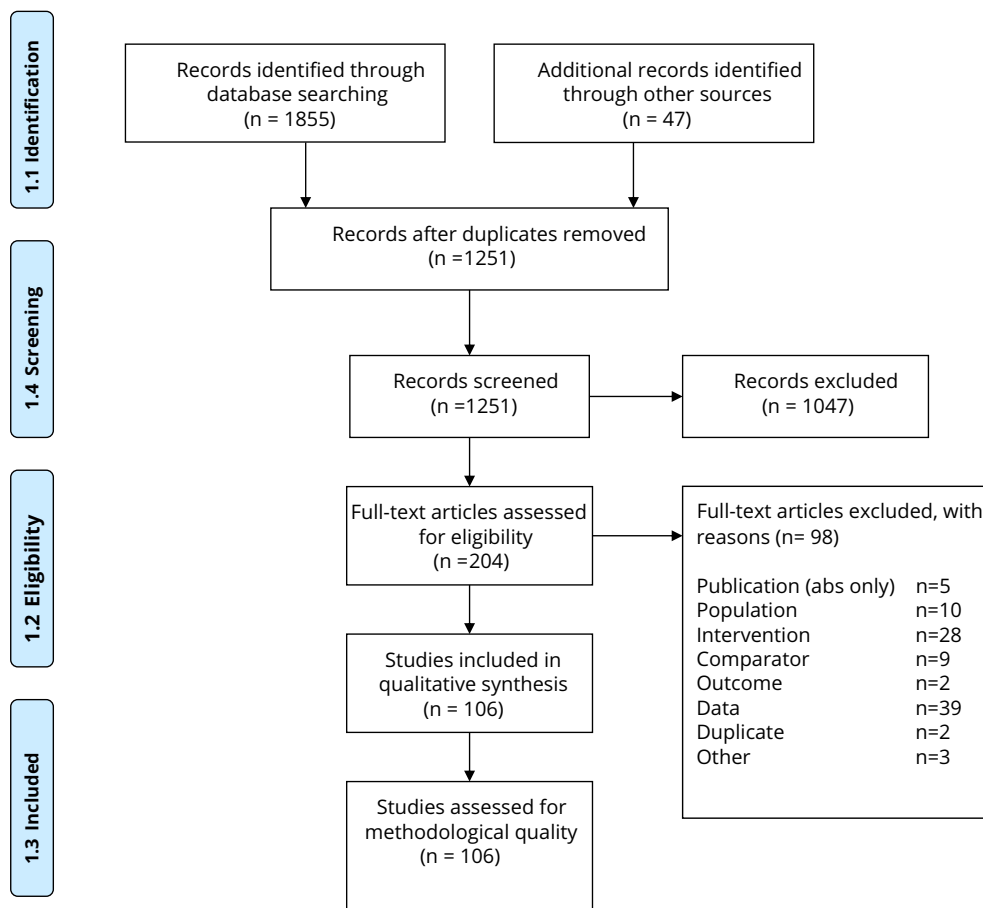 1.1 Identification
Records identified through
database searching
(n = 1855)
Additional records identified
through other sources
(n = 47)
Records after duplicates removed
(n =1251)
1.4 Screening
Records screened
(n =1251)
Records excluded
(n = 1047)
1.2 Eligibility
Full-text articles assessed
for eligibility
(n =204)
Full-text articles excluded, with
reasons (n= 98)
Publication (abs only) n=5
Population n=10
Intervention n=28
Comparator n=9
Outcome n=2
Data n=39
Duplicate n=2
Other n=3
Studies included in
qualitative synthesis
(n = 106)
1.3 Included
Studies assessed for
methodological quality
(n = 106)